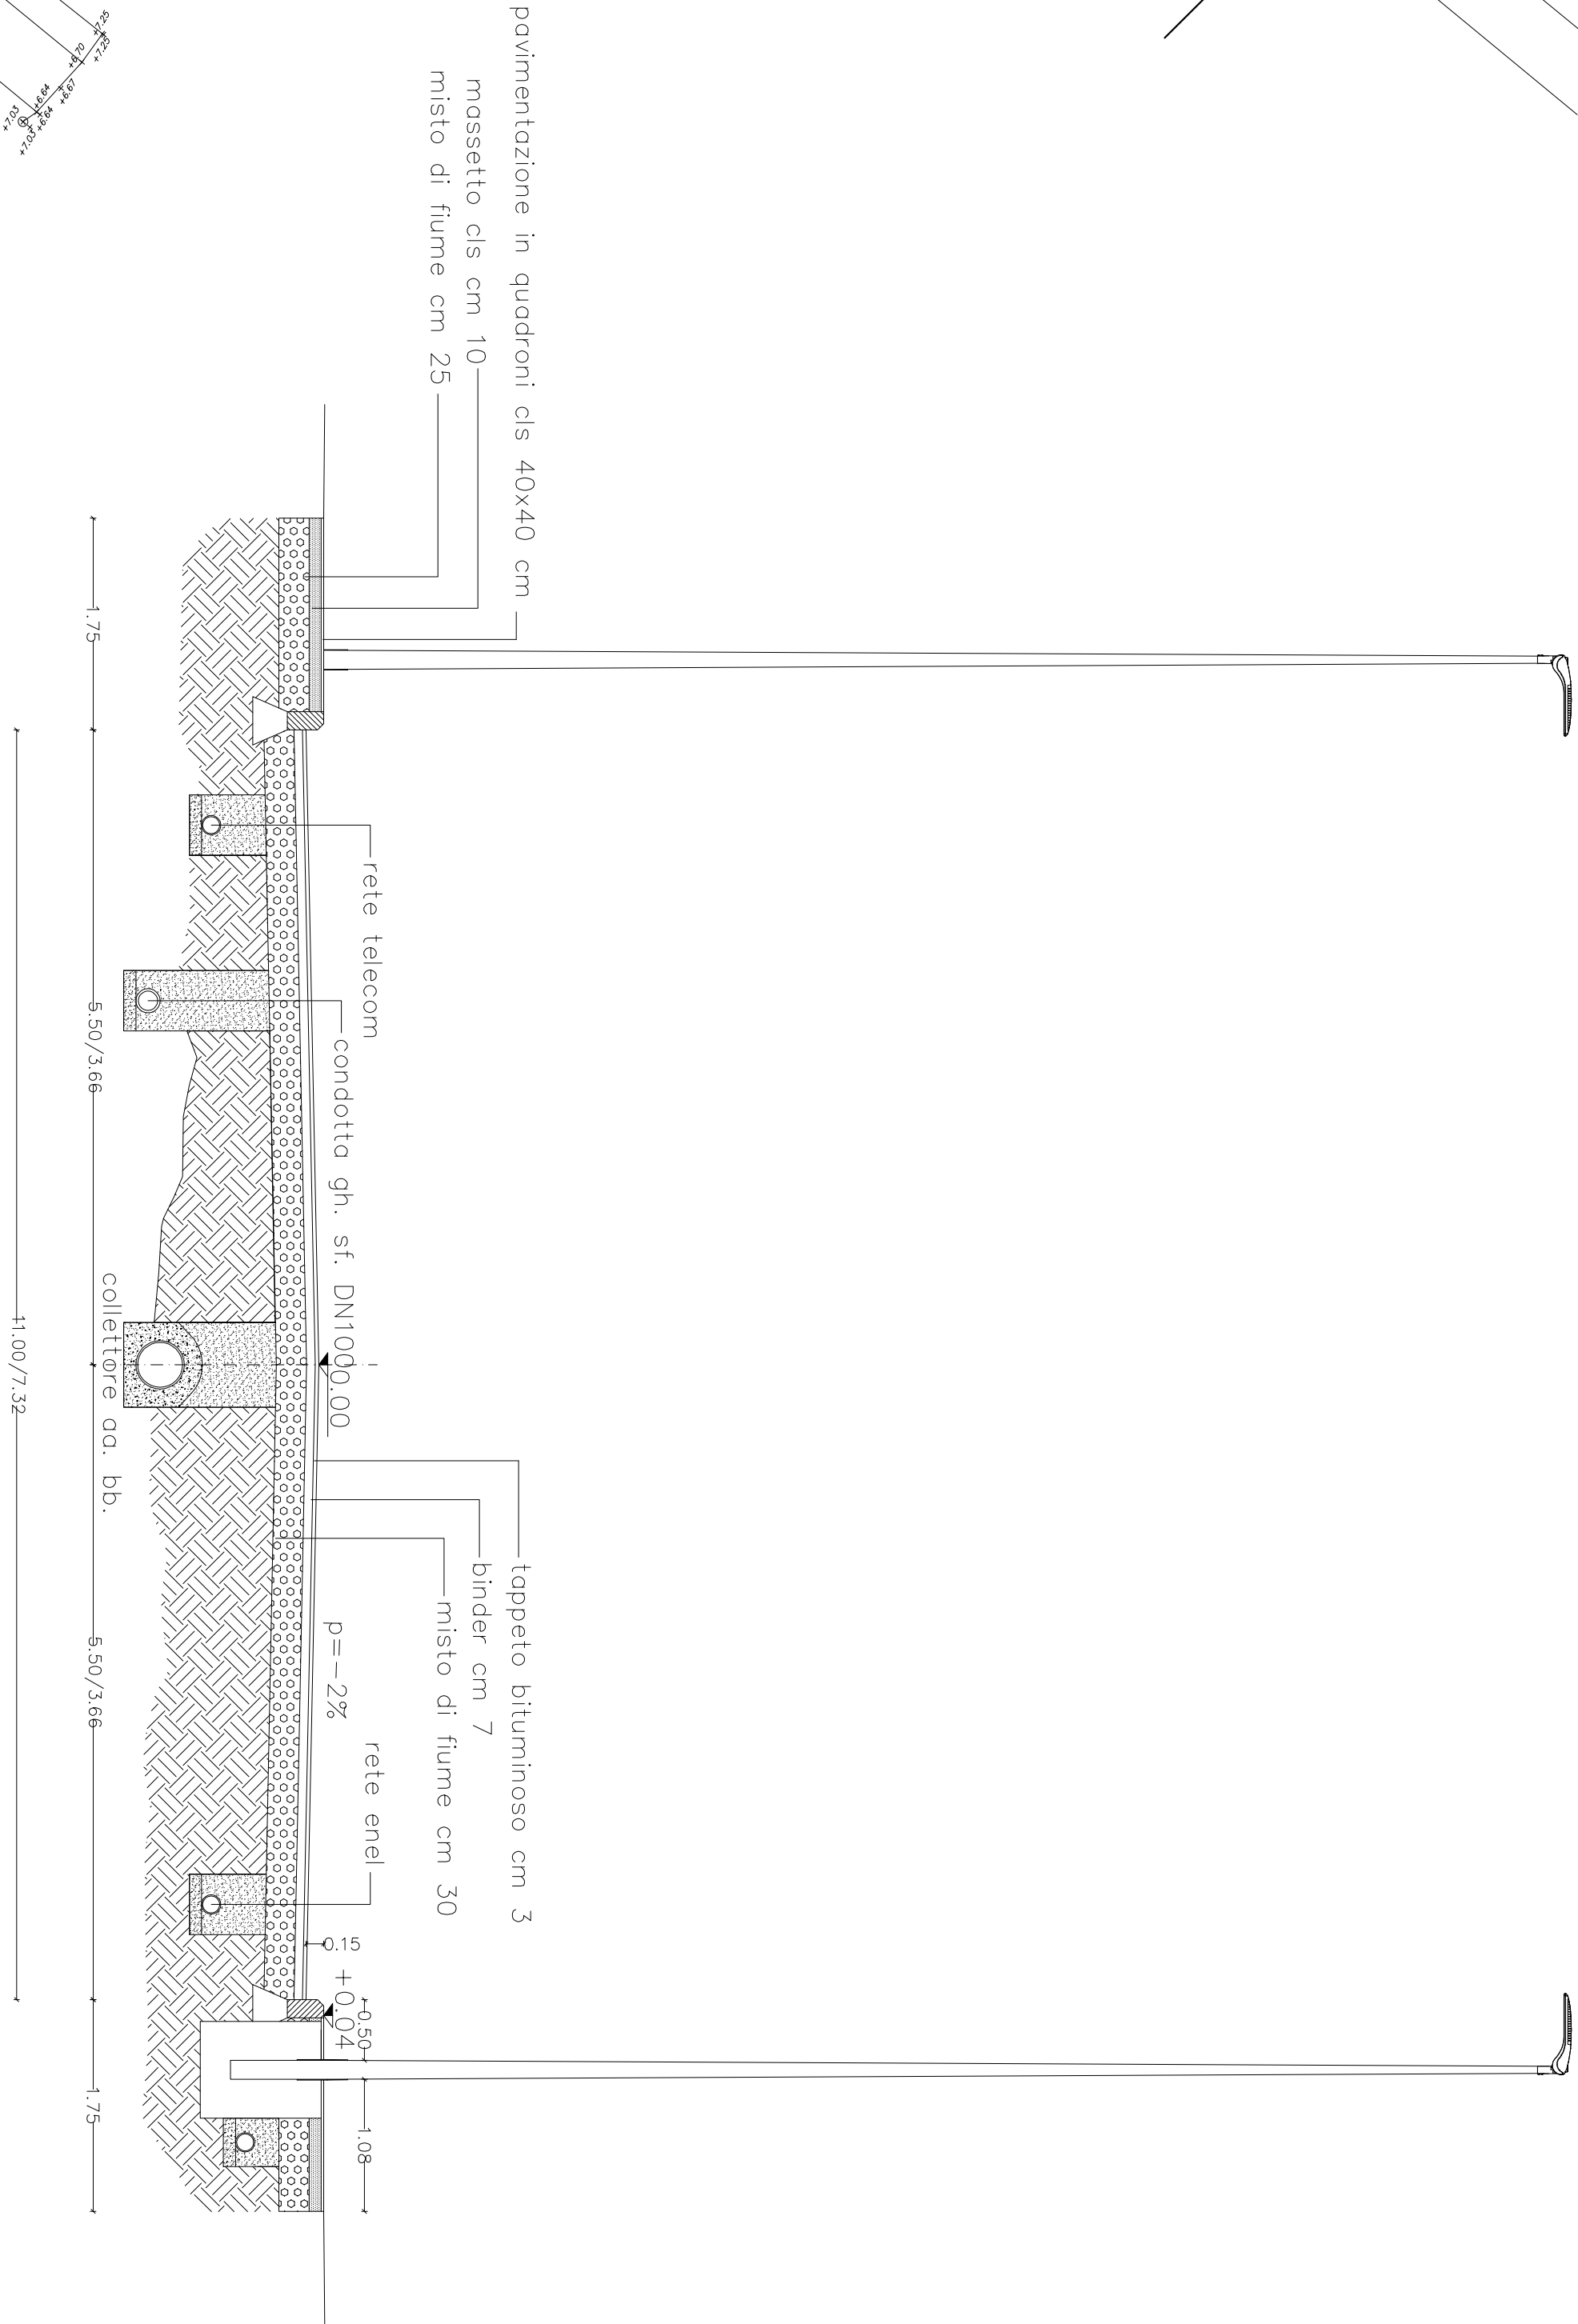 pavimentazione in quadroni cls 40x40 cm
massetto cls cm 10
misto di fiume cm 25
tappeto bituminoso cm 3
binder cm 7
misto di fiume cm 30
rete telecom
condotta gh. sf. DN100
0.00
p=-2%
rete enel
0.15
+0.04
0.50
1.08
collettore aa. bb.
1.75
5.50/3.66
5.50/3.66
1.75
11.00/7.32
+7.25
+7.25
+6.70
+6.67
+6.64
+6.64
+7.03
+7.03